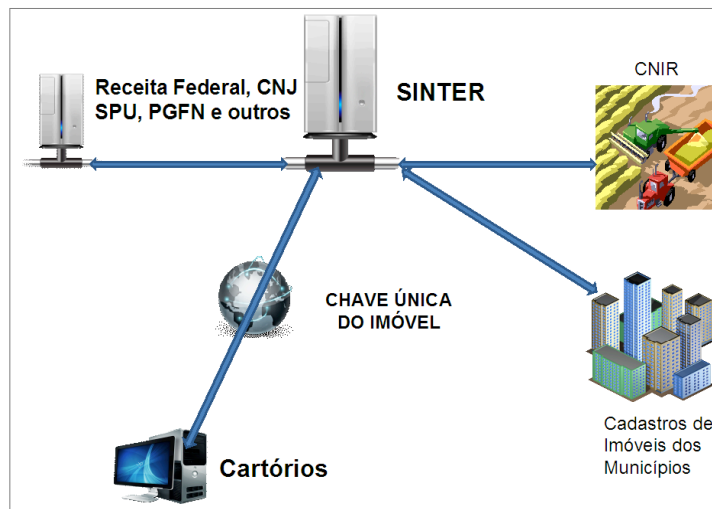 Receita Federal, CNJ
SPU, PGFN e outros
SINTER
CNIR
CHAVE ÚNICA
DO IMÓVEL
Cartórios
Cadastros de
Imóveis dos
Municípios